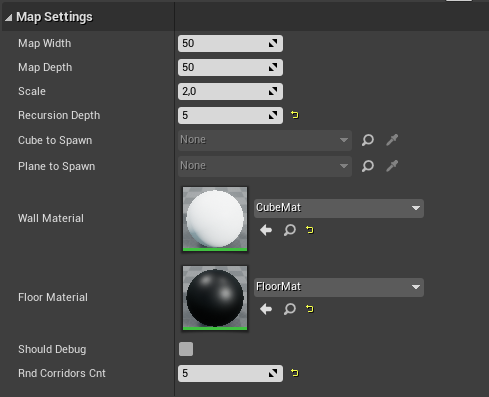 Map Settings
Map Width 50
Map Depth 50
Scale 2,0
Recursion Depth 5
Cube to Spawn None
Plane to Spawn None
Wall Material CubeMat
Floor Material FloorMat
Should Debug
Rnd Corridors Cnt 5